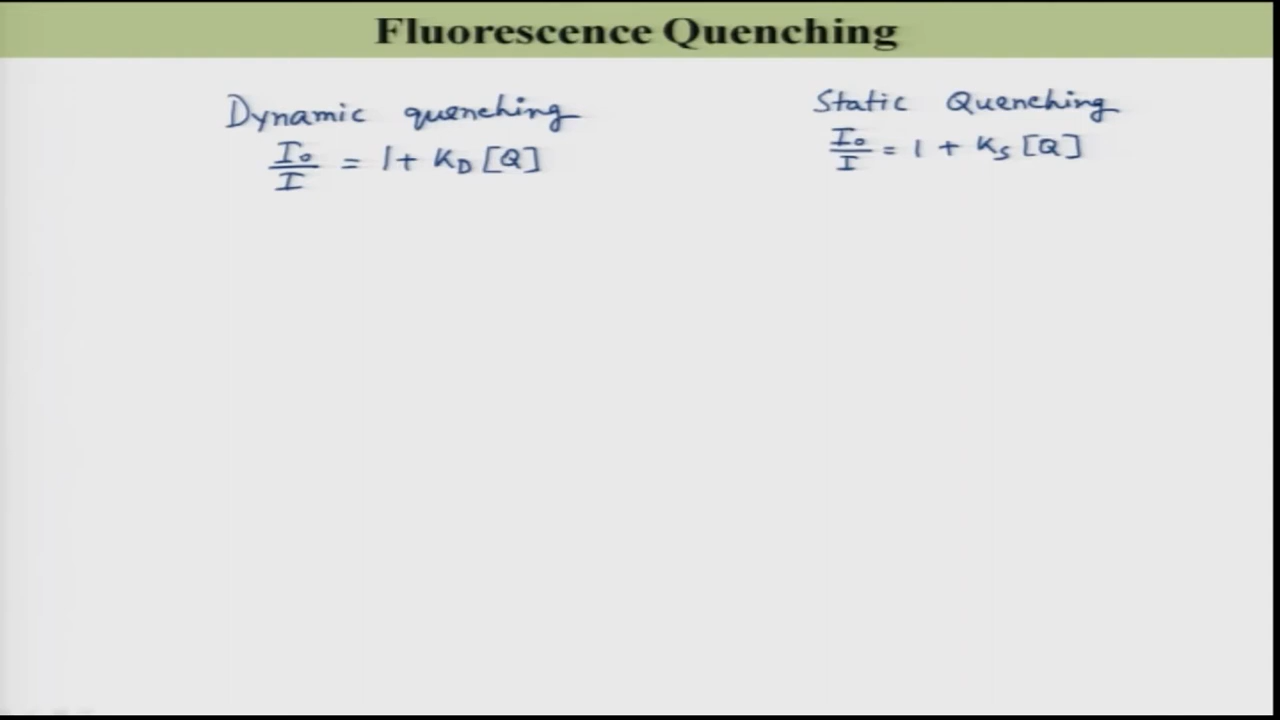 Fluorescence Quenching
Dynamic quenching
I₀/I = 1 + K_D [Q]
Static Quenching
I₀/I = 1 + K_S [Q]